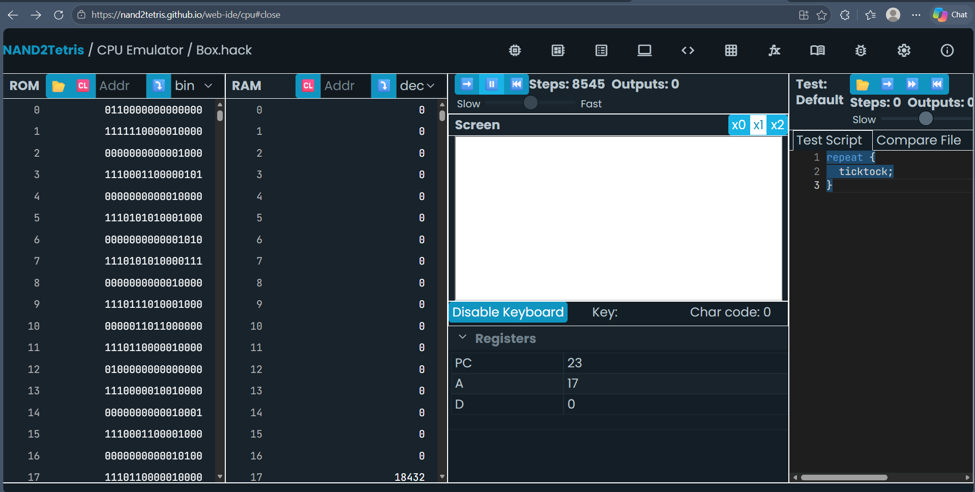 https://nand2tetris.github.io/web-ide/cpu#close
Chat
NAND2Tetris / CPU Emulator / Box.hack
ROM CL Addr bin
0 0110000000000000
1 1111110000010000
2 0000000000001000
3 1110001100000101
4 0000000000010000
5 1110101010001000
6 0000000000001010
7 1110101010000111
8 0000000000010000
9 1110111010001000
10 0000011011000000
11 1110110000010000
12 0100000000000000
13 1110000010010000
14 0000000000010001
15 1110001100001000
16 0000000000010100
17 1110110000010000
RAM CL Addr dec
0 0
1 0
2 0
3 0
4 0
5 0
6 0
7 0
8 0
9 0
10 0
11 0
12 0
13 0
14 0
15 0
16 0
17 18432
Steps: 8545 Outputs: 0
Slow Fast
Screen x0 x1 x2
Disable Keyboard Key: Char code: 0
Registers
PC 23
A 17
D 0
Test:
Default
Steps: 0 Outputs: 0
Slow
Test Script Compare File
1 repeat {
2 ticktock;
3 }